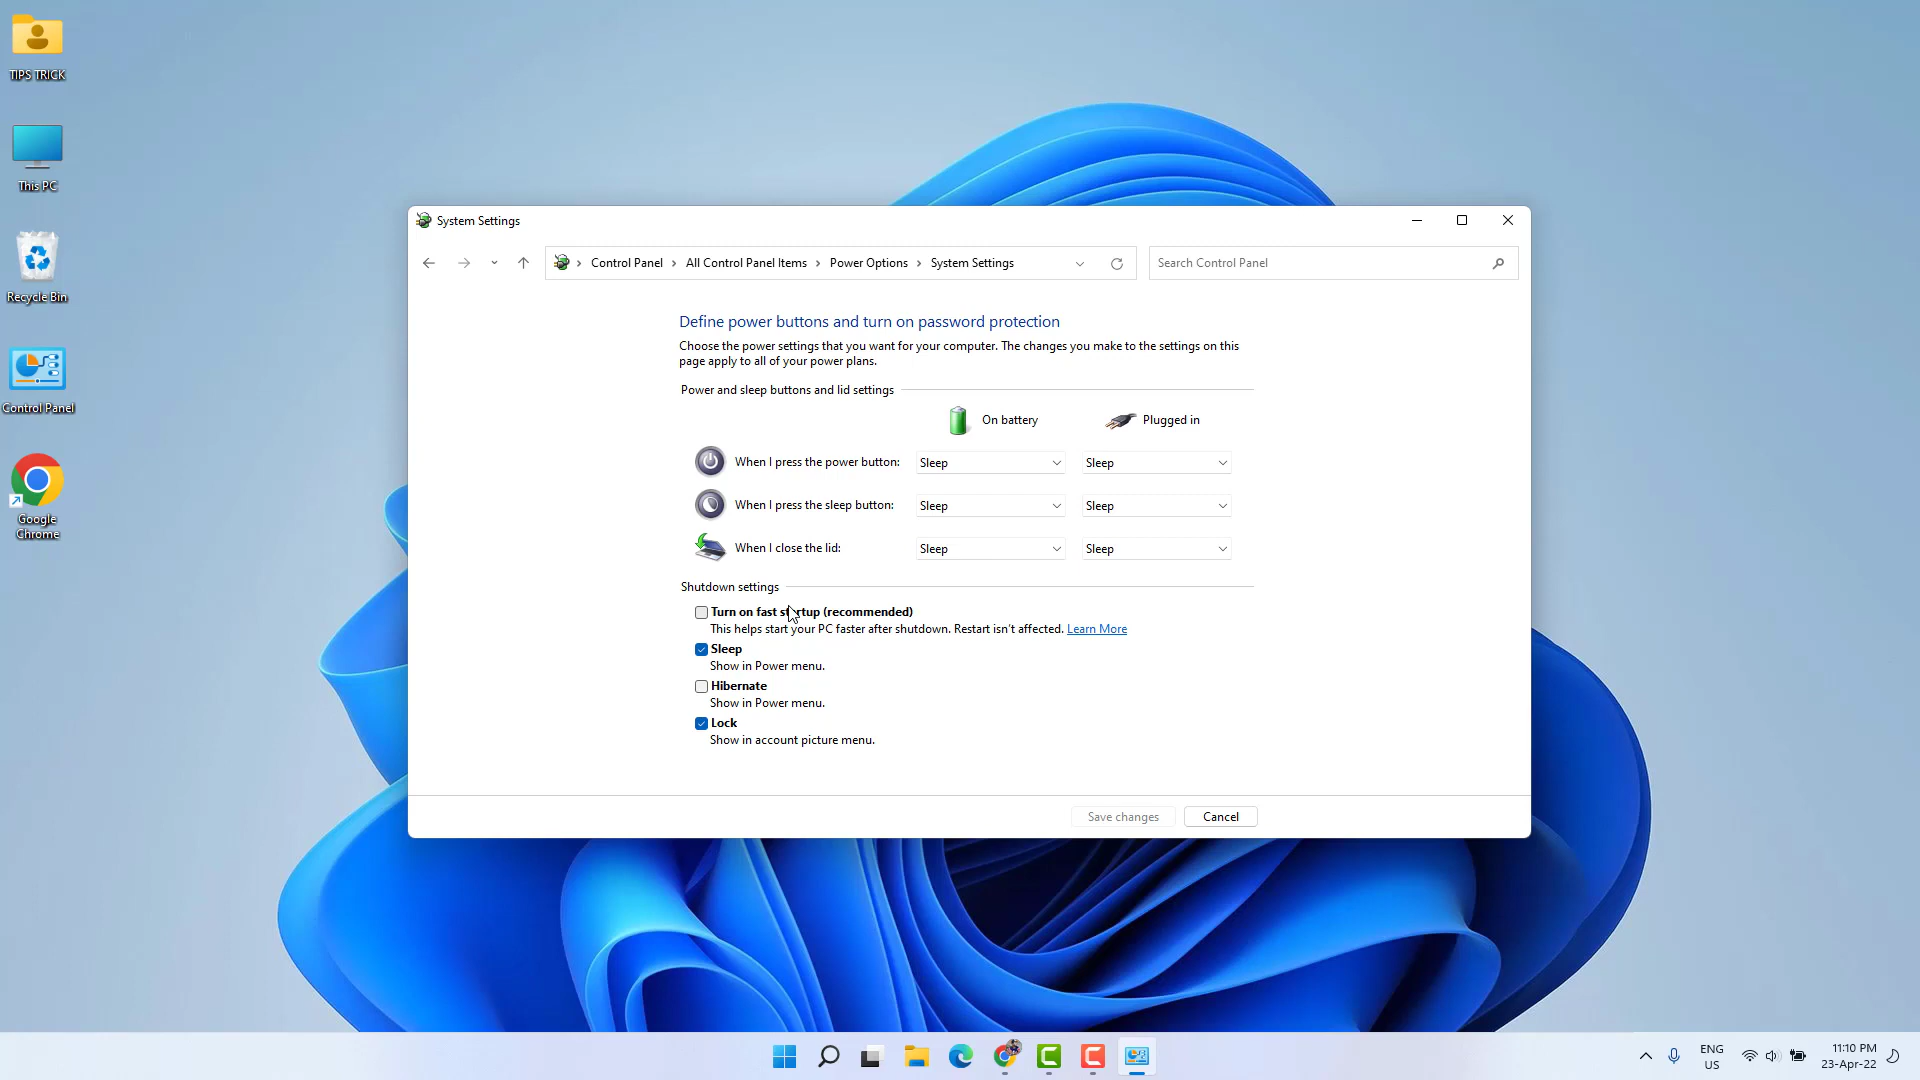 TIPS TRICK
This PC
Recycle Bin
Control Panel
Google
Chrome
System Settings
Control Panel
All Control Panel Items
Power Options
System Settings
Search Control Panel
Define power buttons and turn on password protection
Choose the power settings that you want for your computer. The changes you make to the settings on this
page apply to all of your power plans.
Power and sleep buttons and lid settings
On battery
Plugged in
When I press the power button:
Sleep
Sleep
When I press the sleep button:
Sleep
Sleep
When I close the lid:
Sleep
Sleep
Shutdown settings
Turn on fast startup (recommended)
This helps start your PC faster after shutdown. Restart isn't affected. Learn More
Sleep
Show in Power menu.
Hibernate
Show in Power menu.
Lock
Show in account picture menu.
Save changes
Cancel
ENG
US
11:10 PM
23-Apr-22